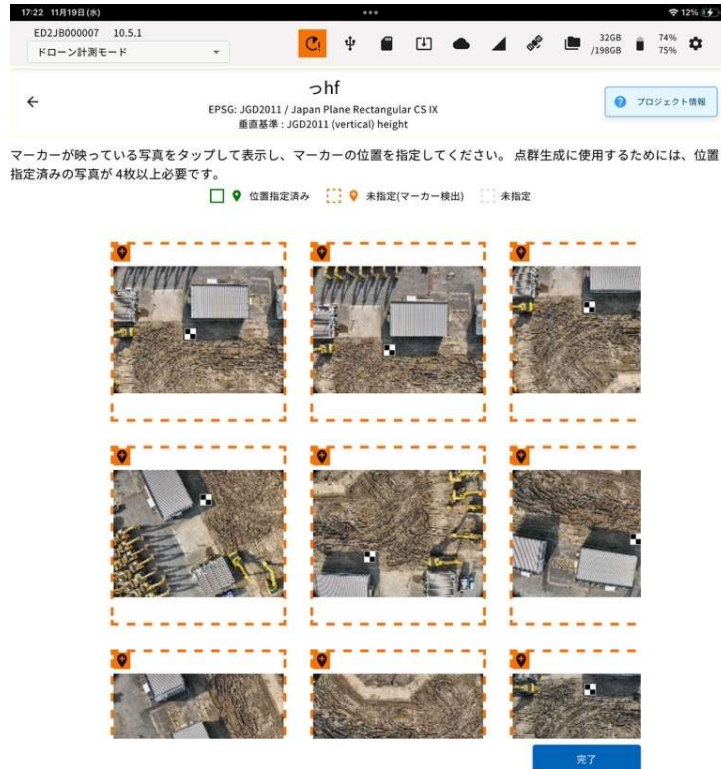 17:22 11月19日(水)
12%
ED2JB000007 10.5.1
ドローン計測モード
32GB
/198GB
74%
75%
っhf
EPSG: JGD2011 / Japan Plane Rectangular CS IX
垂直基準 : JGD2011 (vertical) height
プロジェクト情報
マーカーが映っている写真をタップして表示し、マーカーの位置を指定してください。 点群生成に使用するためには、位置
指定済みの写真が 4枚以上必要です。
位置指定済み 未指定(マーカー検出) 未指定
完了